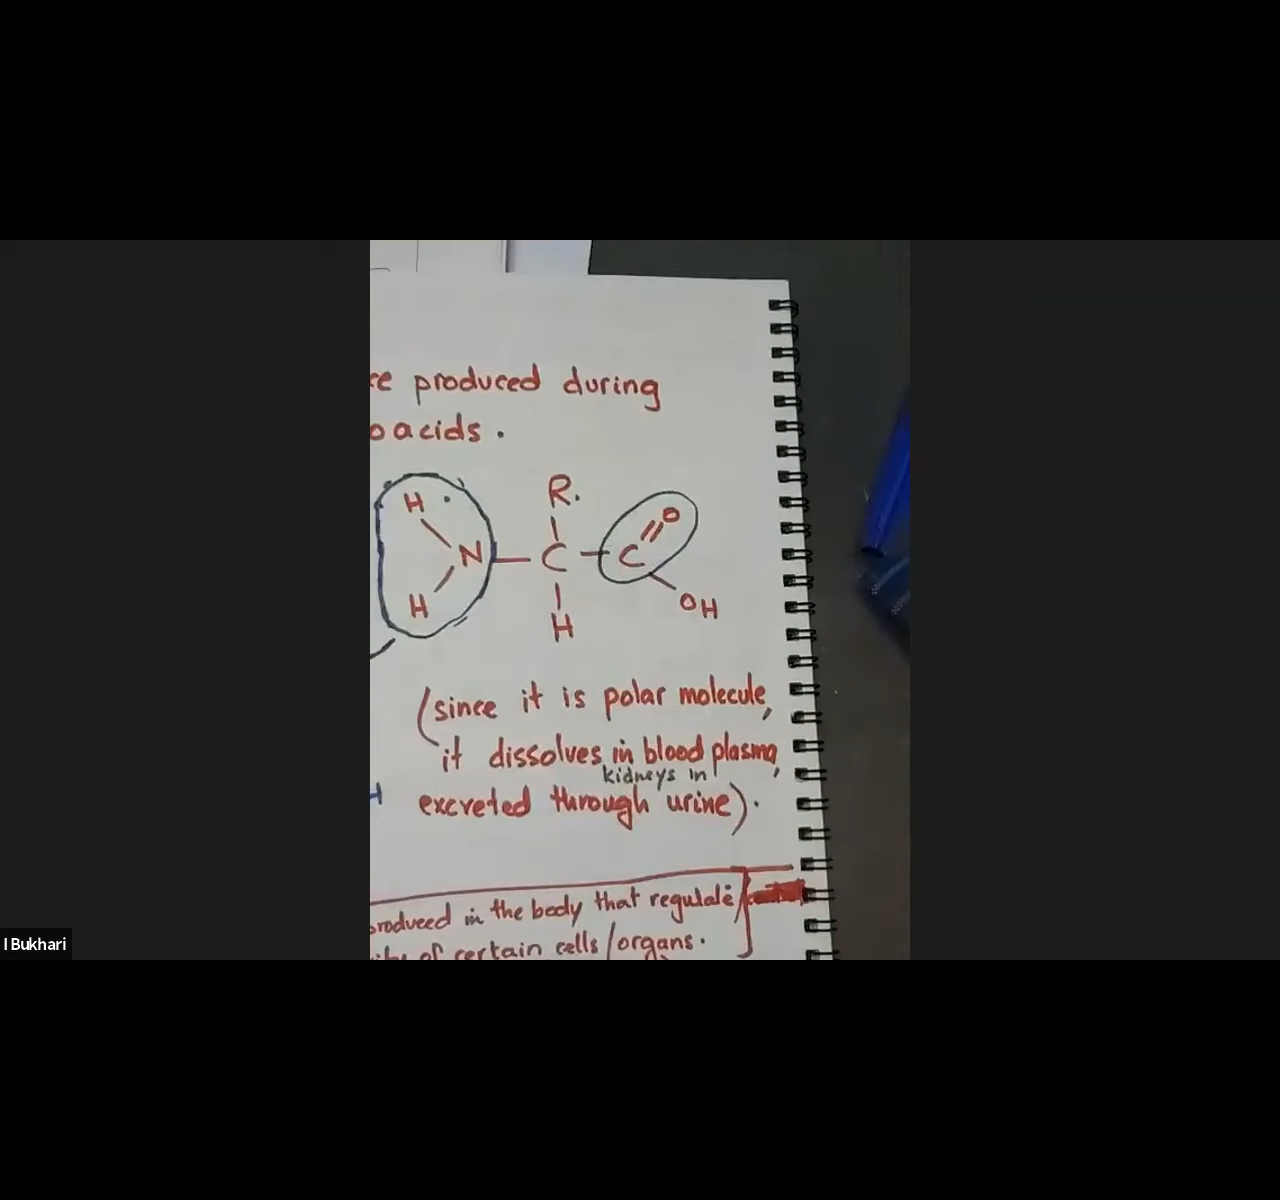 produced during
acids.
H
R.
O
N
C
C
H
OH
H
(since it is polar molecule,
it dissolves in blood plasma,
kidneys in
excreted through urine).
produced in the body that regulate
of certain cells/organs.
I Bukhari